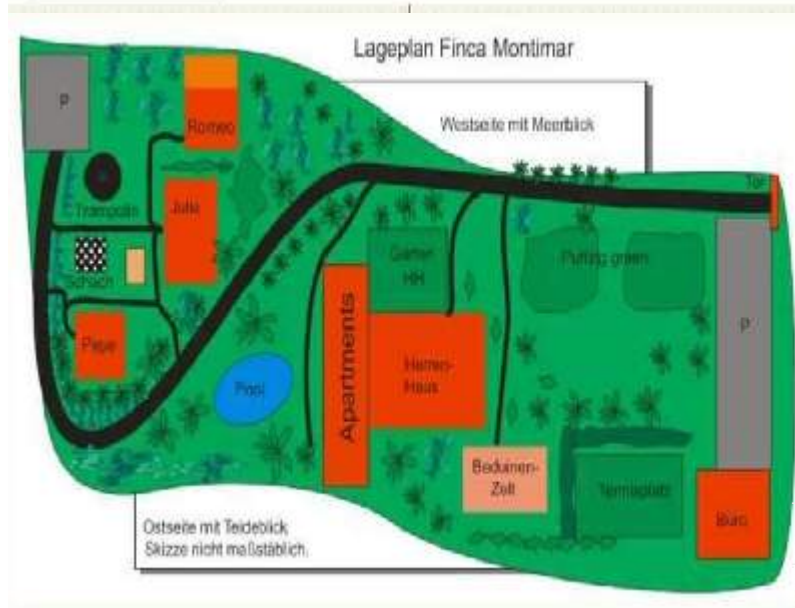 Lageplan Finca Montimar
Westseite mit Meerblick
P
Romeo
Tor
Trampolin
Julia
Schach
Garten
HH
Putting green
P
Pepe
Apartments
Herren-
Haus
Pool
Beduinen-
Zelt
Tennisplatz
Büro
Ostseite mit Teideblick
Skizze nicht maßstäblich.